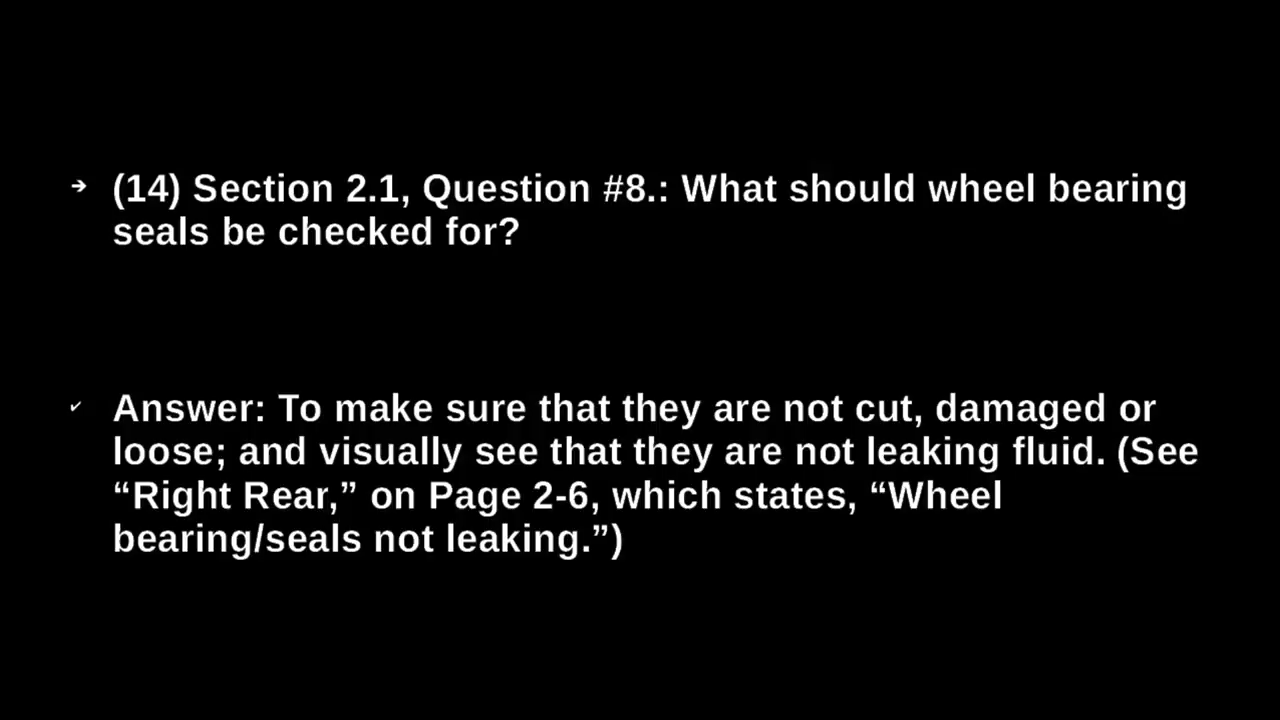 ➔ (14) Section 2.1, Question #8.: What should wheel bearing
seals be checked for?
✓ Answer: To make sure that they are not cut, damaged or
loose; and visually see that they are not leaking fluid. (See
“Right Rear,” on Page 2-6, which states, “Wheel
bearing/seals not leaking.”)